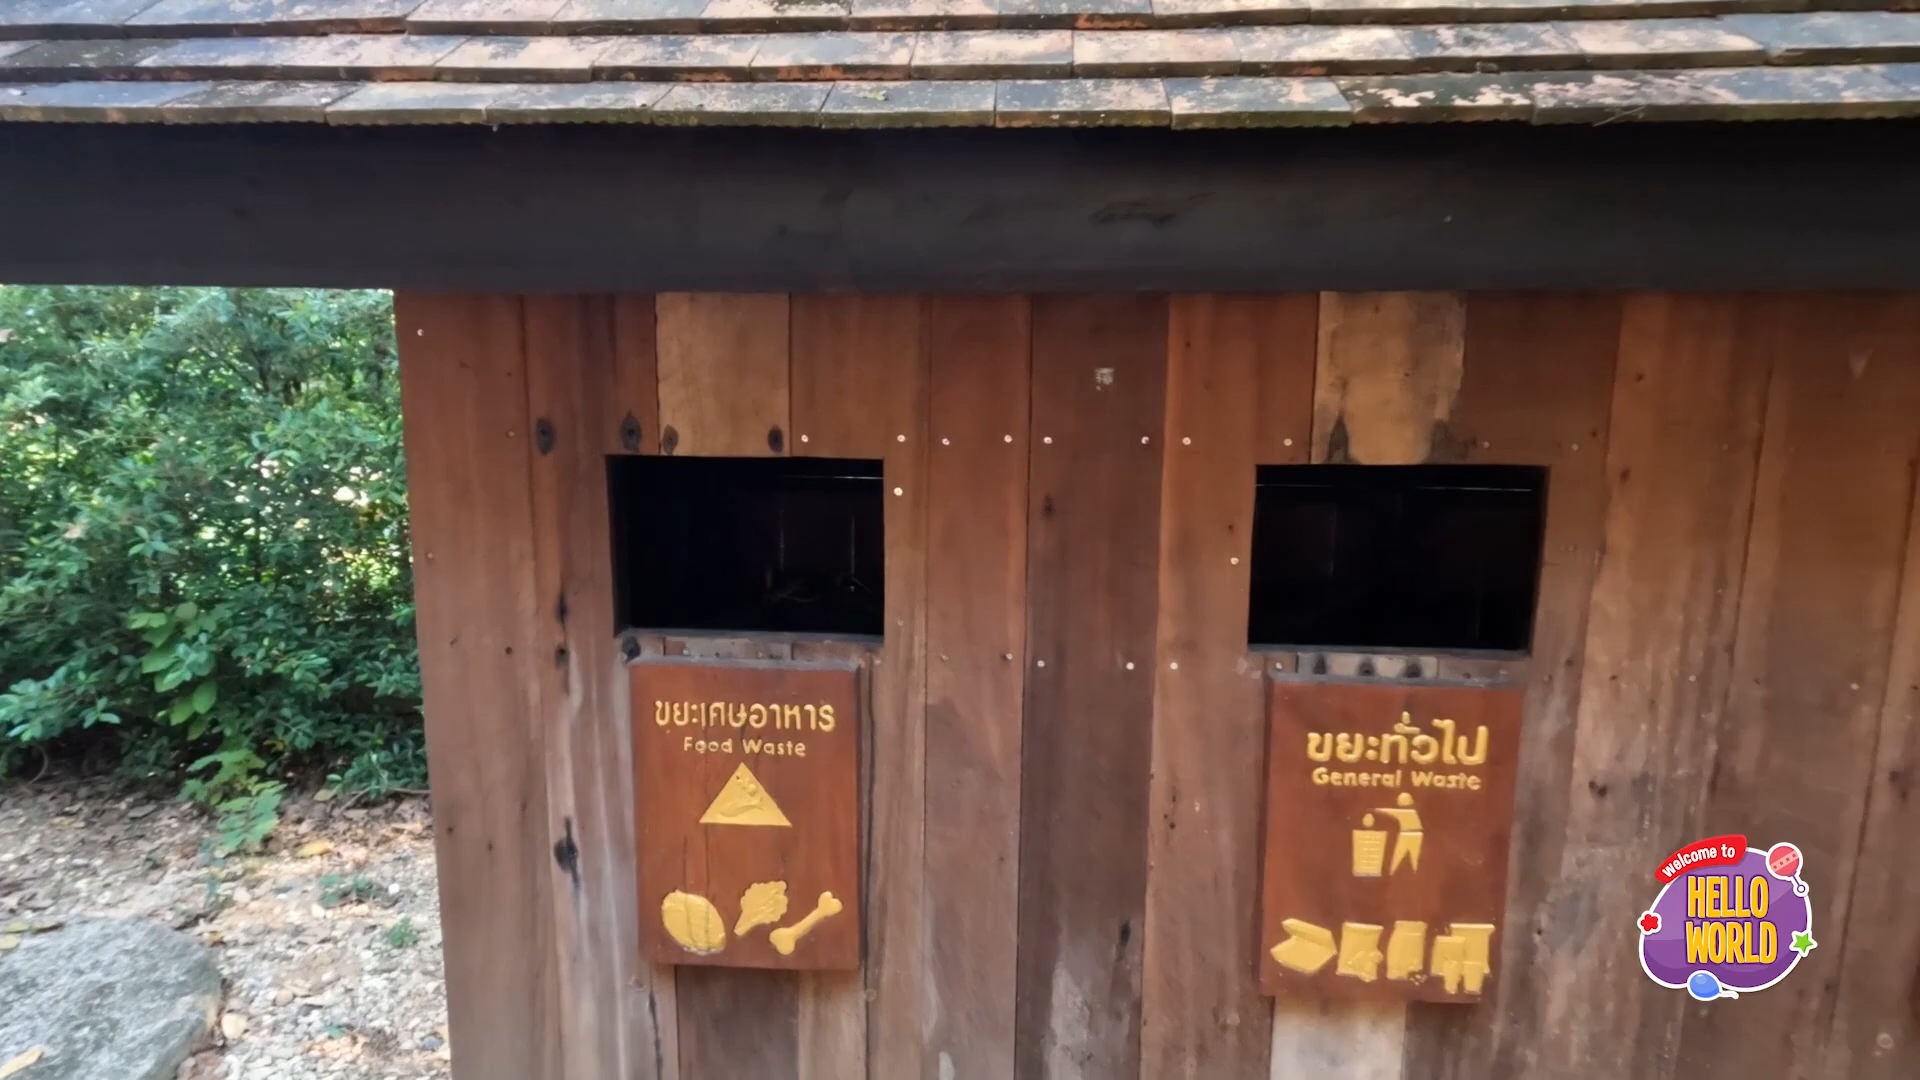 ขยะเศษอาหาร
Food Waste
ขยะทั่วไป
General Waste
welcome to
HELLO
WORLD